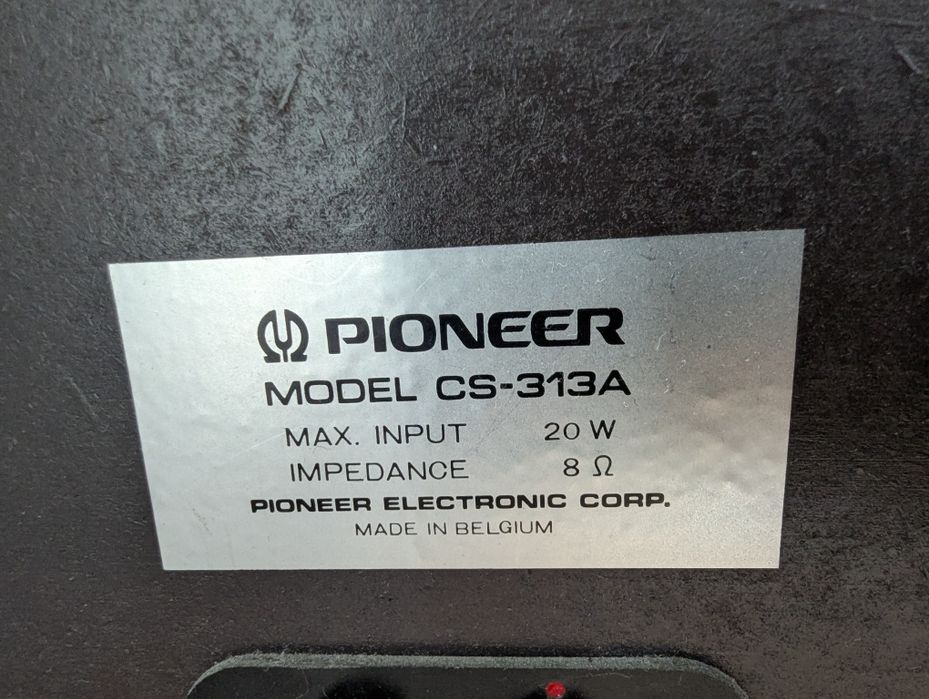 PIONEER
MODEL CS-313A
MAX. INPUT 20 W
IMPEDANCE 8 Ω
PIONEER ELECTRONIC CORP.
MADE IN BELGIUM